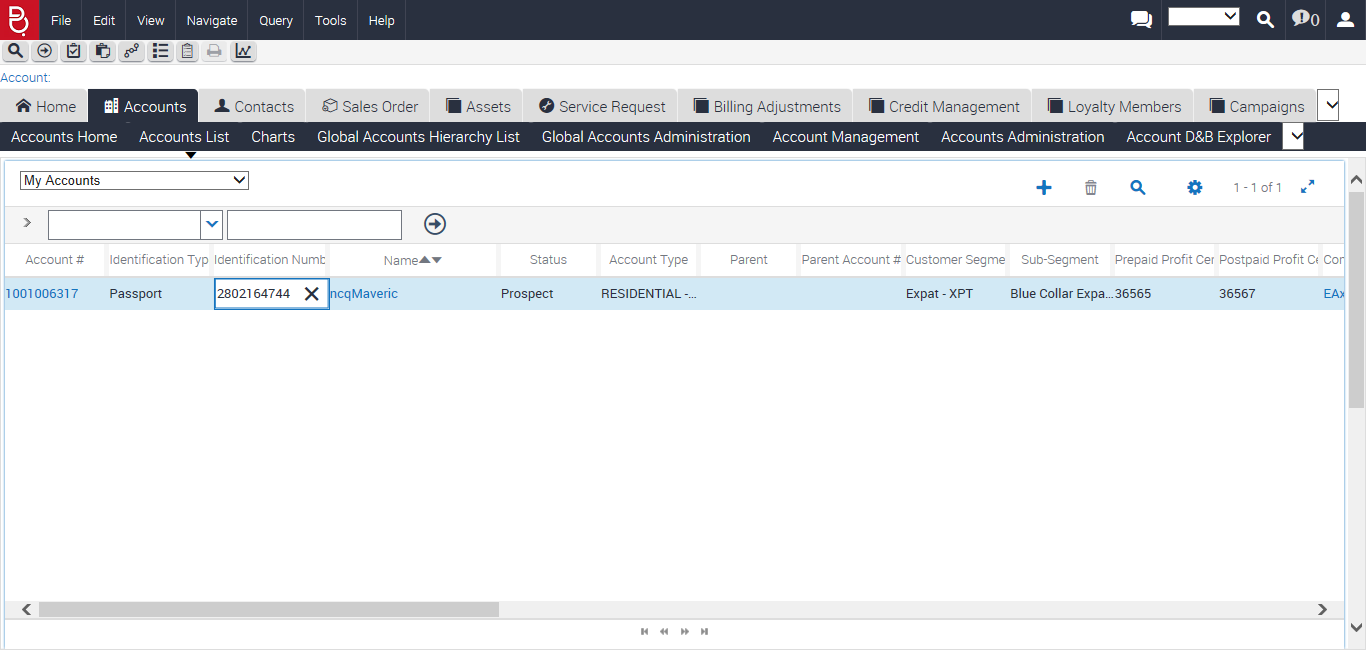 File Edit View Navigate Query Tools Help 0
Account:
Home Accounts Contacts Sales Order Assets Service Request Billing Adjustments Credit Management Loyalty Members Campaigns
Accounts Home Accounts List Charts Global Accounts Hierarchy List Global Accounts Administration Account Management Accounts Administration Account D&B Explorer
My Accounts
1 - 1 of 1
Account # Identification Typ Identification Numb Name Status Account Type Parent Parent Account # Customer Segme Sub-Segment Prepaid Profit Cer Postpaid Profit Ce Con
1001006317 Passport 2802164744 ncqMaveric Prospect RESIDENTIAL -... Expat - XPT Blue Collar Expa... 36565 36567 EAx